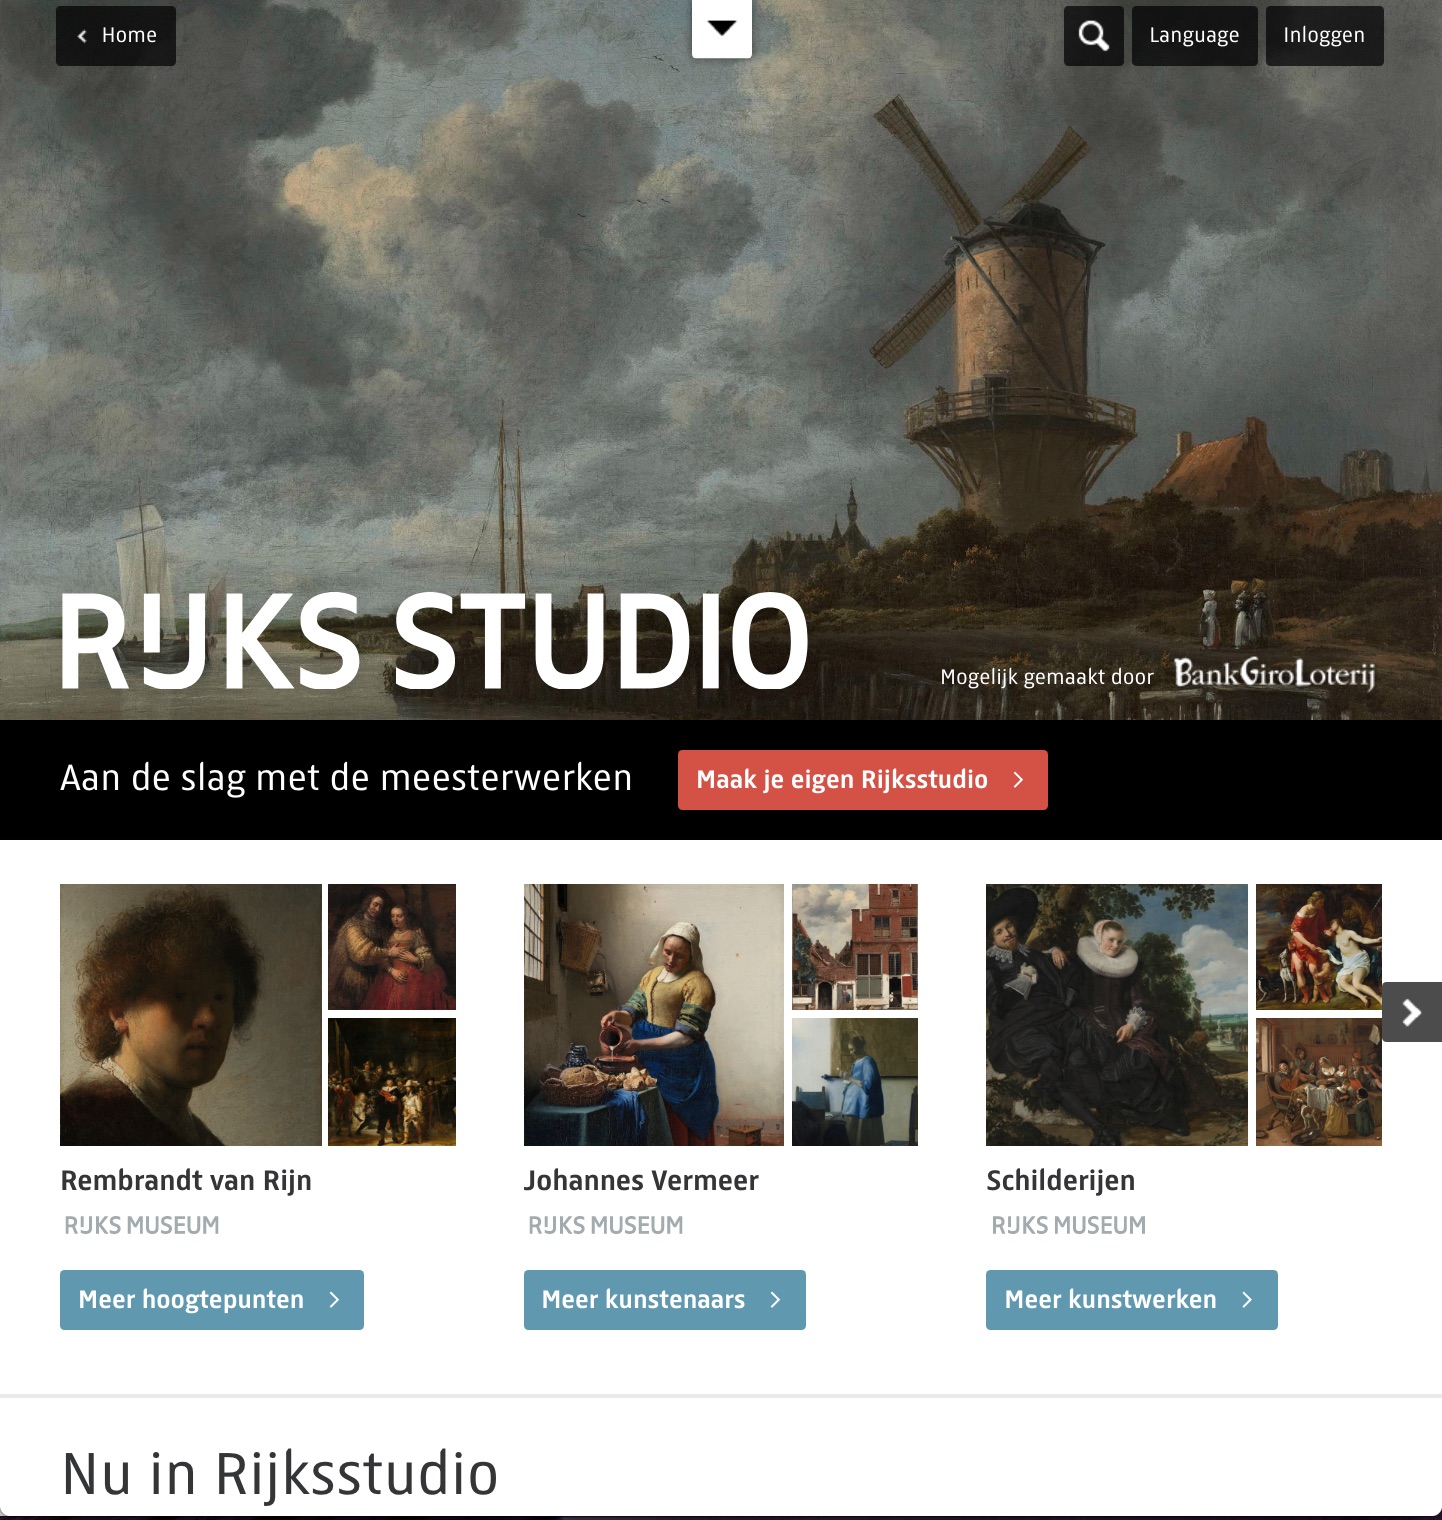 Home
Language
Inloggen
RIJKS STUDIO
Mogelijk gemaakt door BankGiroLoterij
Aan de slag met de meesterwerken
Maak je eigen Rijksstudio
Rembrandt van Rijn
RIJKS MUSEUM
Meer hoogtepunten
Johannes Vermeer
RIJKS MUSEUM
Meer kunstenaars
Schilderijen
RIJKS MUSEUM
Meer kunstwerken
Nu in Rijksstudio